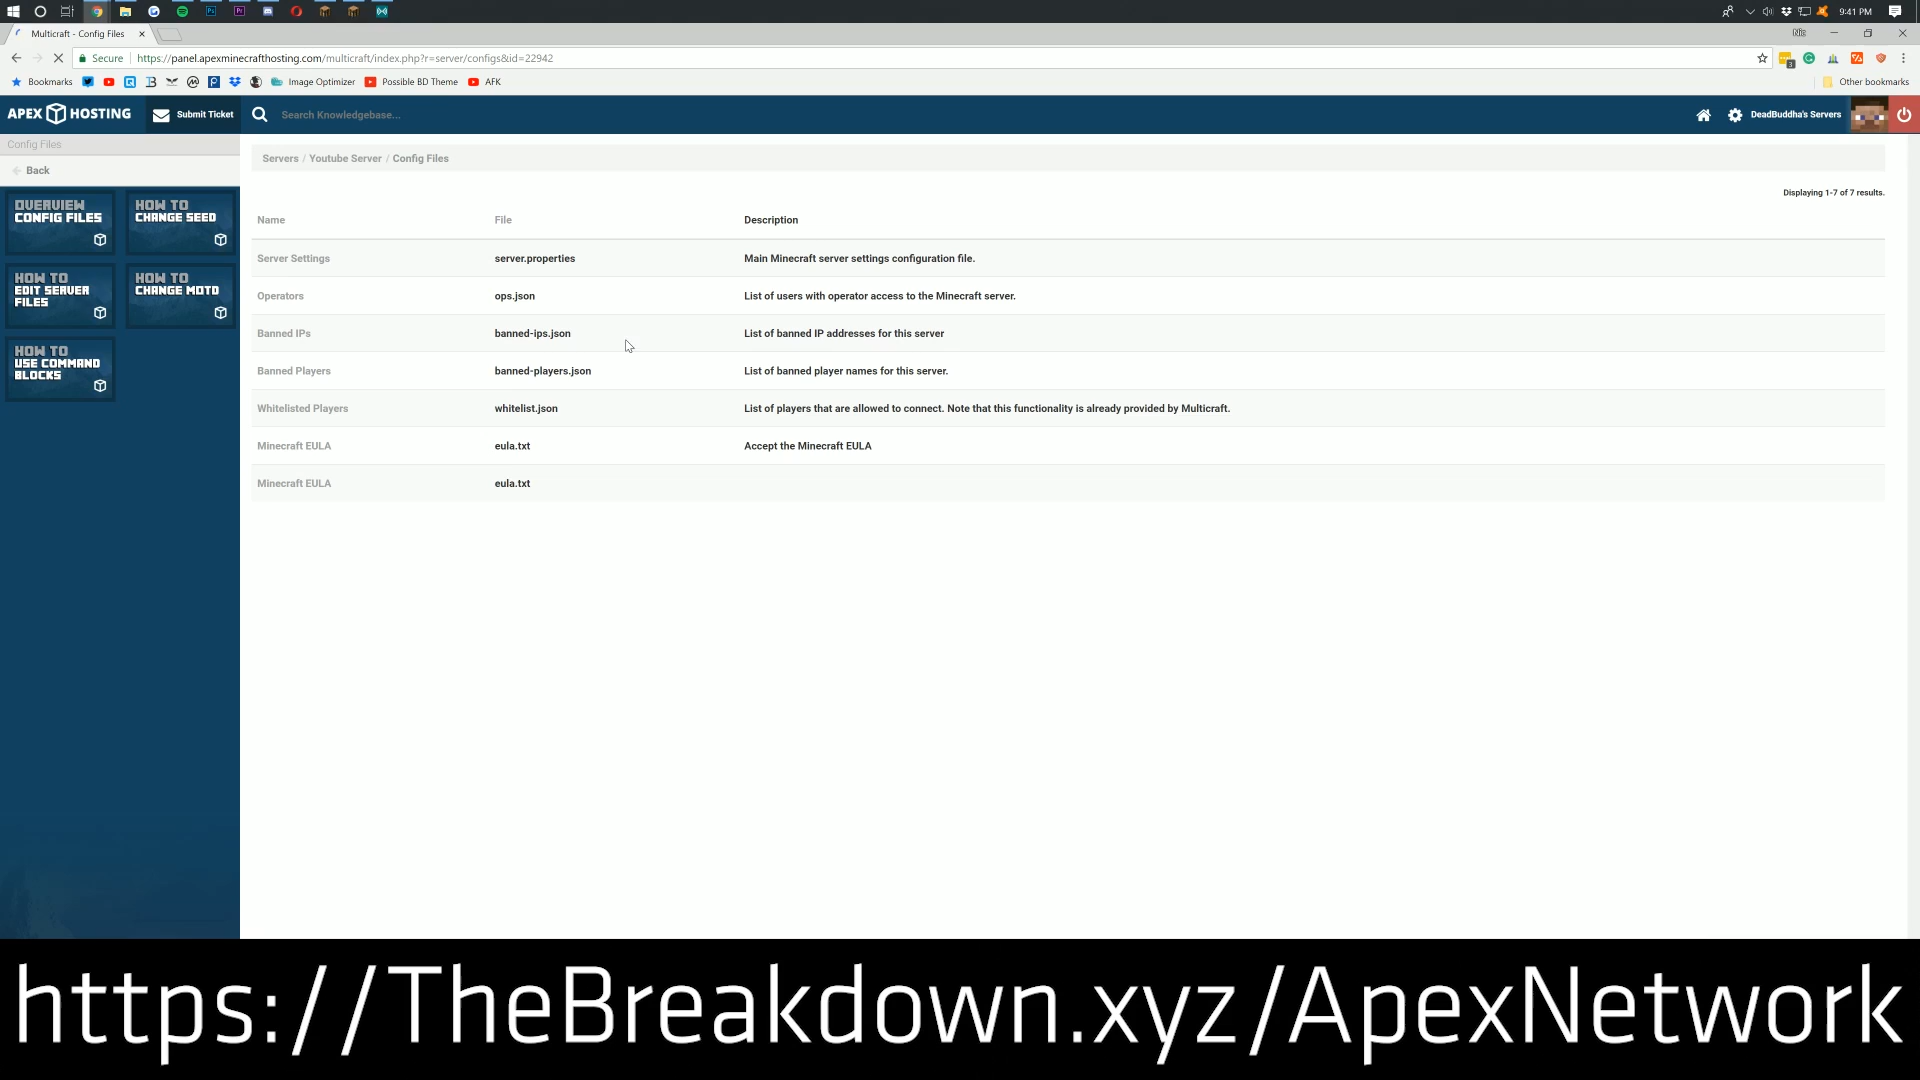 9:41 PM
Multicraft - Config Files
Secure https://panel.apexminecrafthosting.com/multicraft/index.php?r=server/configs&id=22942
Bookmarks Image Optimizer Possible BD Theme AFK Other bookmarks
APEX HOSTING Submit Ticket Search Knowledgebase... DeadBuddha's Servers
Config Files
Back
OVERVIEW
CONFIG FILES
HOW TO
CHANGE SEED
HOW TO
EDIT SERVER
FILES
HOW TO
CHANGE MOTD
HOW TO
USE COMMAND
BLOCKS
Servers / Youtube Server / Config Files
Displaying 1-7 of 7 results.
Name File Description
Server Settings server.properties Main Minecraft server settings configuration file.
Operators ops.json List of users with operator access to the Minecraft server.
Banned IPs banned-ips.json List of banned IP addresses for this server
Banned Players banned-players.json List of banned player names for this server.
Whitelisted Players whitelist.json List of players that are allowed to connect. Note that this functionality is already provided by Multicraft.
Minecraft EULA eula.txt Accept the Minecraft EULA
Minecraft EULA eula.txt
https://TheBreakdown.xyz/ApexNetwork